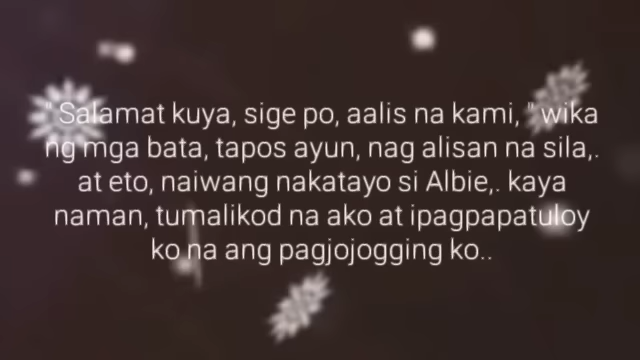 " Salamat kuya, sige po, aalis na kami, " wika
ng mga bata, tapos ayun, nag alisan na sila,.
at eto, naiwang nakatayo si Albie,. kaya
naman, tumalikod na ako at ipagpapatuloy
ko na ang pagjojogging ko..